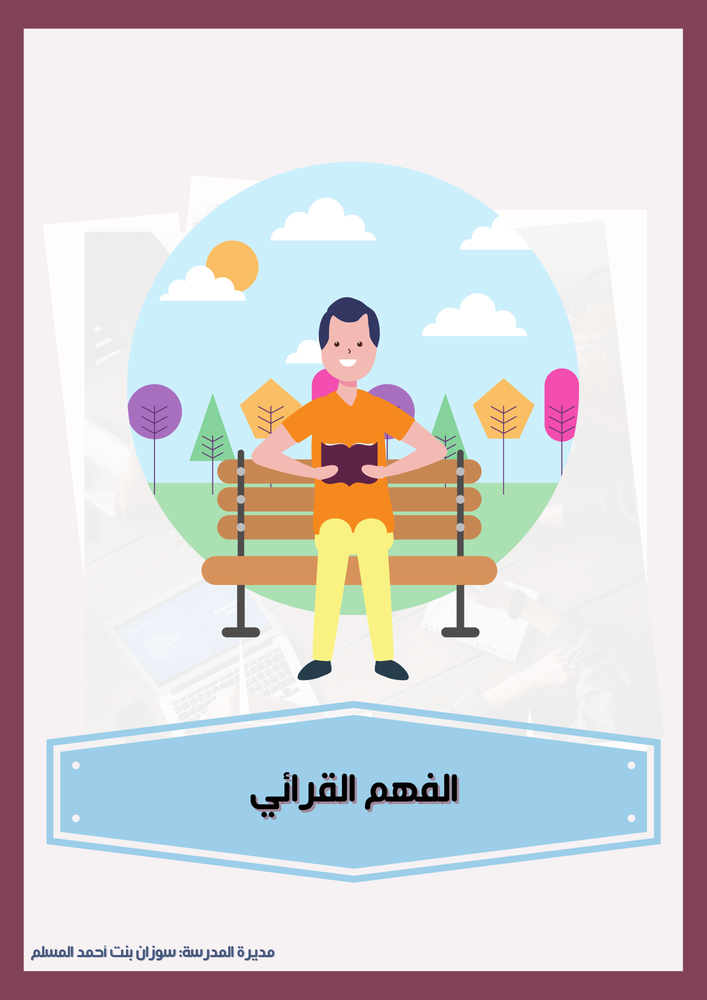 الفهم القرائي
مديرة المدرسة: سوزان بنت أحمد المسلم